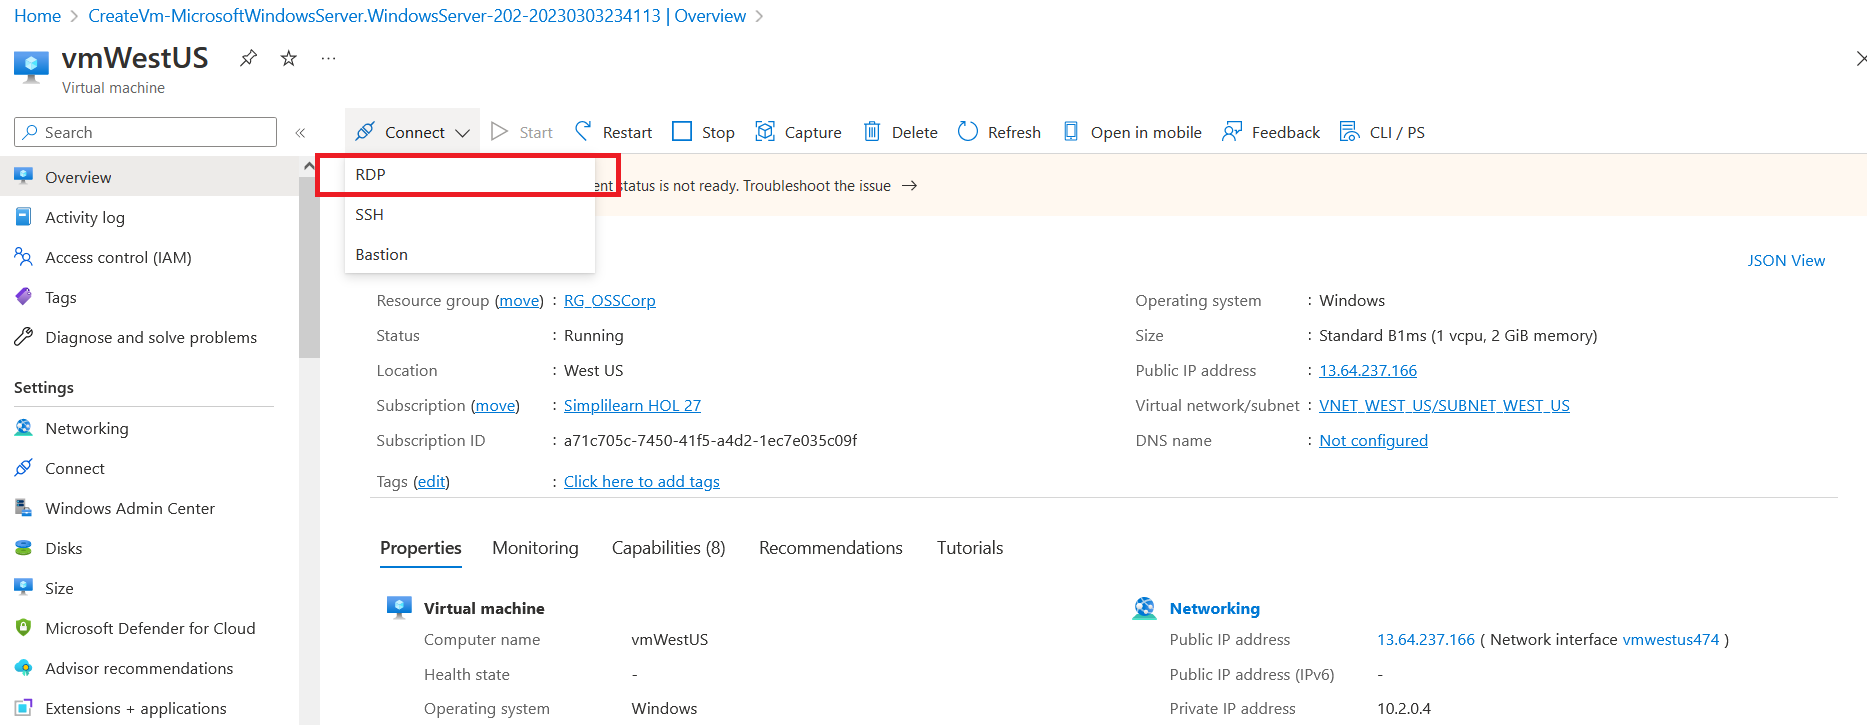 Home > CreateVm-MicrosoftWindowsServer.WindowsServer-202-20230303234113 | Overview >
vmWestUS ...
Virtual machine
Search «
Connect Start Restart Stop Capture Delete Refresh Open in mobile Feedback CLI / PS
RDP
SSH
Bastion
ent status is not ready. Troubleshoot the issue →
JSON View
Overview
Activity log
Access control (IAM)
Tags
Diagnose and solve problems
Settings
Networking
Connect
Windows Admin Center
Disks
Size
Microsoft Defender for Cloud
Advisor recommendations
Extensions + applications
Resource group (move) : RG_OSSCorp
Status : Running
Location : West US
Subscription (move) : Simplilearn HOL 27
Subscription ID : a71c705c-7450-41f5-a4d2-1ec7e035c09f
Tags (edit) : Click here to add tags
Operating system : Windows
Size : Standard B1ms (1 vcpu, 2 GiB memory)
Public IP address : 13.64.237.166
Virtual network/subnet : VNET_WEST_US/SUBNET_WEST_US
DNS name : Not configured
Properties Monitoring Capabilities (8) Recommendations Tutorials
Virtual machine
Computer name vmWestUS
Health state -
Operating system Windows
Networking
Public IP address 13.64.237.166 ( Network interface vmwestus474 )
Public IP address (IPv6) -
Private IP address 10.2.0.4